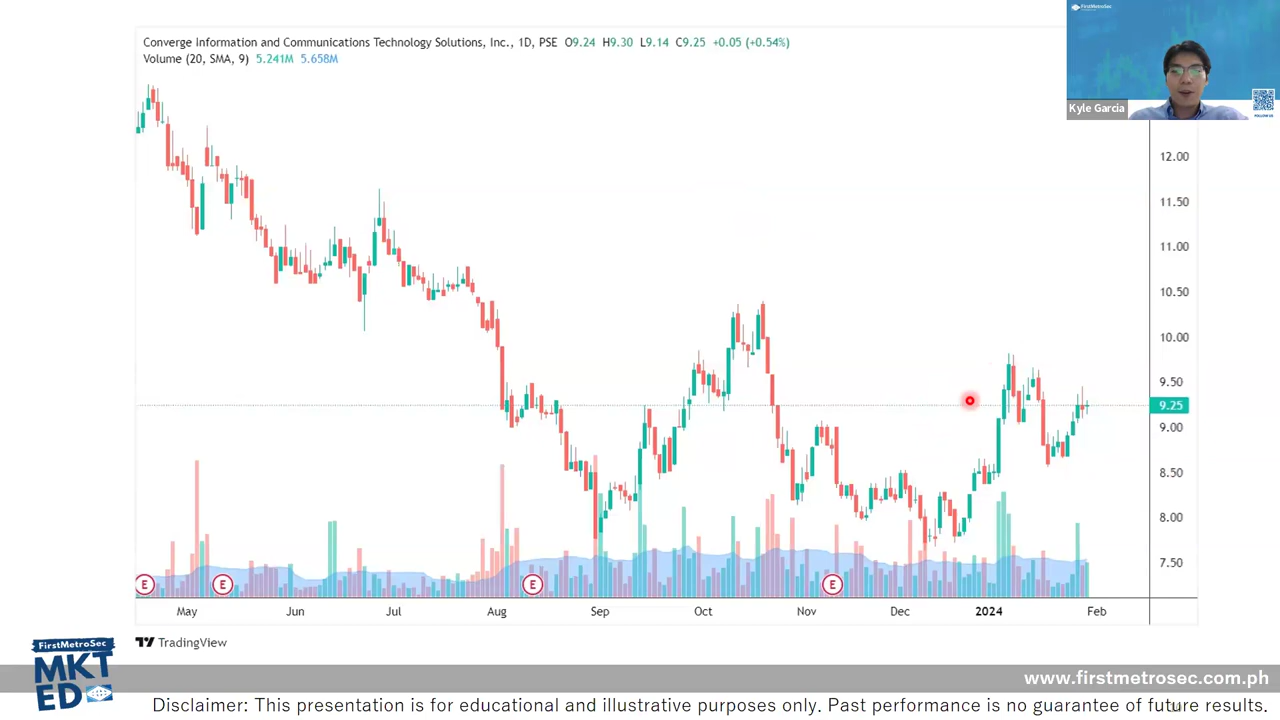 Converge Information and Communications Technology Solutions, Inc., 1D, PSE O9.24 H9.30 L9.14 C9.25 +0.05 (+0.54%)
Volume (20, SMA, 9) 5.241M 5.658M
FirstMetroSec
Kyle Garcia
FOLLOW US
12.00
11.50
11.00
10.50
10.00
9.50
9.25
9.00
8.50
8.00
7.50
E E E E
May Jun Jul Aug Sep Oct Nov Dec 2024 Feb
TradingView
FirstMetroSec
MKT
ED
www.firstmetrosec.com.ph
Disclaimer: This presentation is for educational and illustrative purposes only. Past performance is no guarantee of future results.